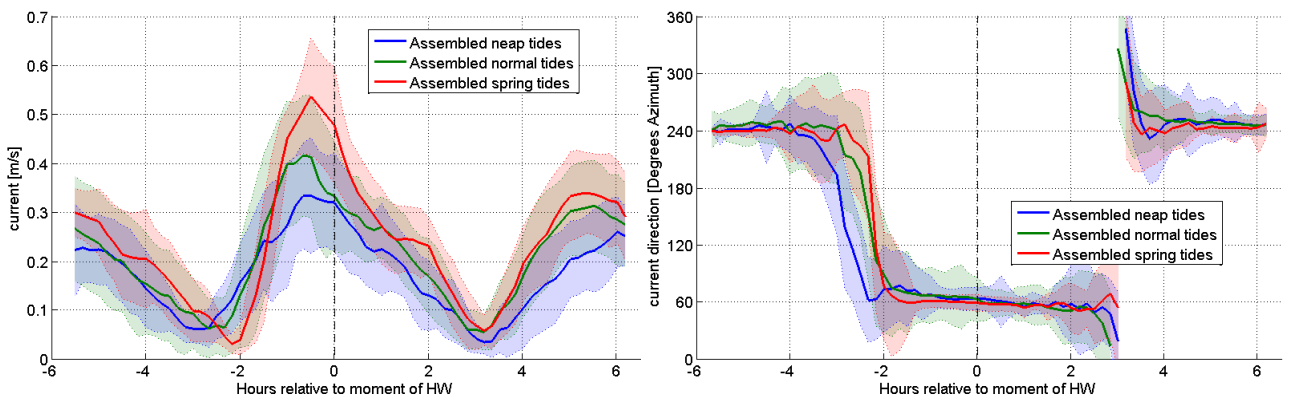 0.7
0.6
0.5
0.4
0.3
0.2
0.1
0
current [m/s]
-6
-4
-2
0
2
4
6
Hours relative to moment of HW
Assembled neap tides
Assembled normal tides
Assembled spring tides
360
300
240
180
120
60
0
current direction [Degrees Azimuth]
-6
-4
-2
0
2
4
6
Hours relative to moment of HW
Assembled neap tides
Assembled normal tides
Assembled spring tides